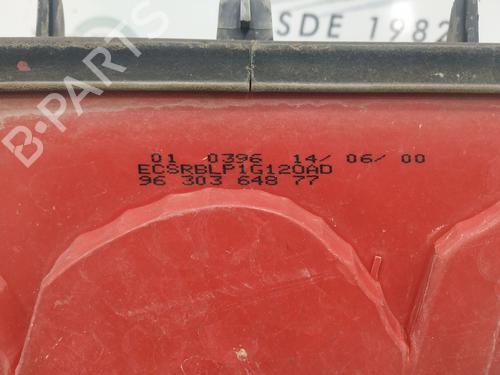 SDE 1982
01 0396 14/ 06/ 00
ECSRBLP1G120AD
96 303 648 77
B-PARTS